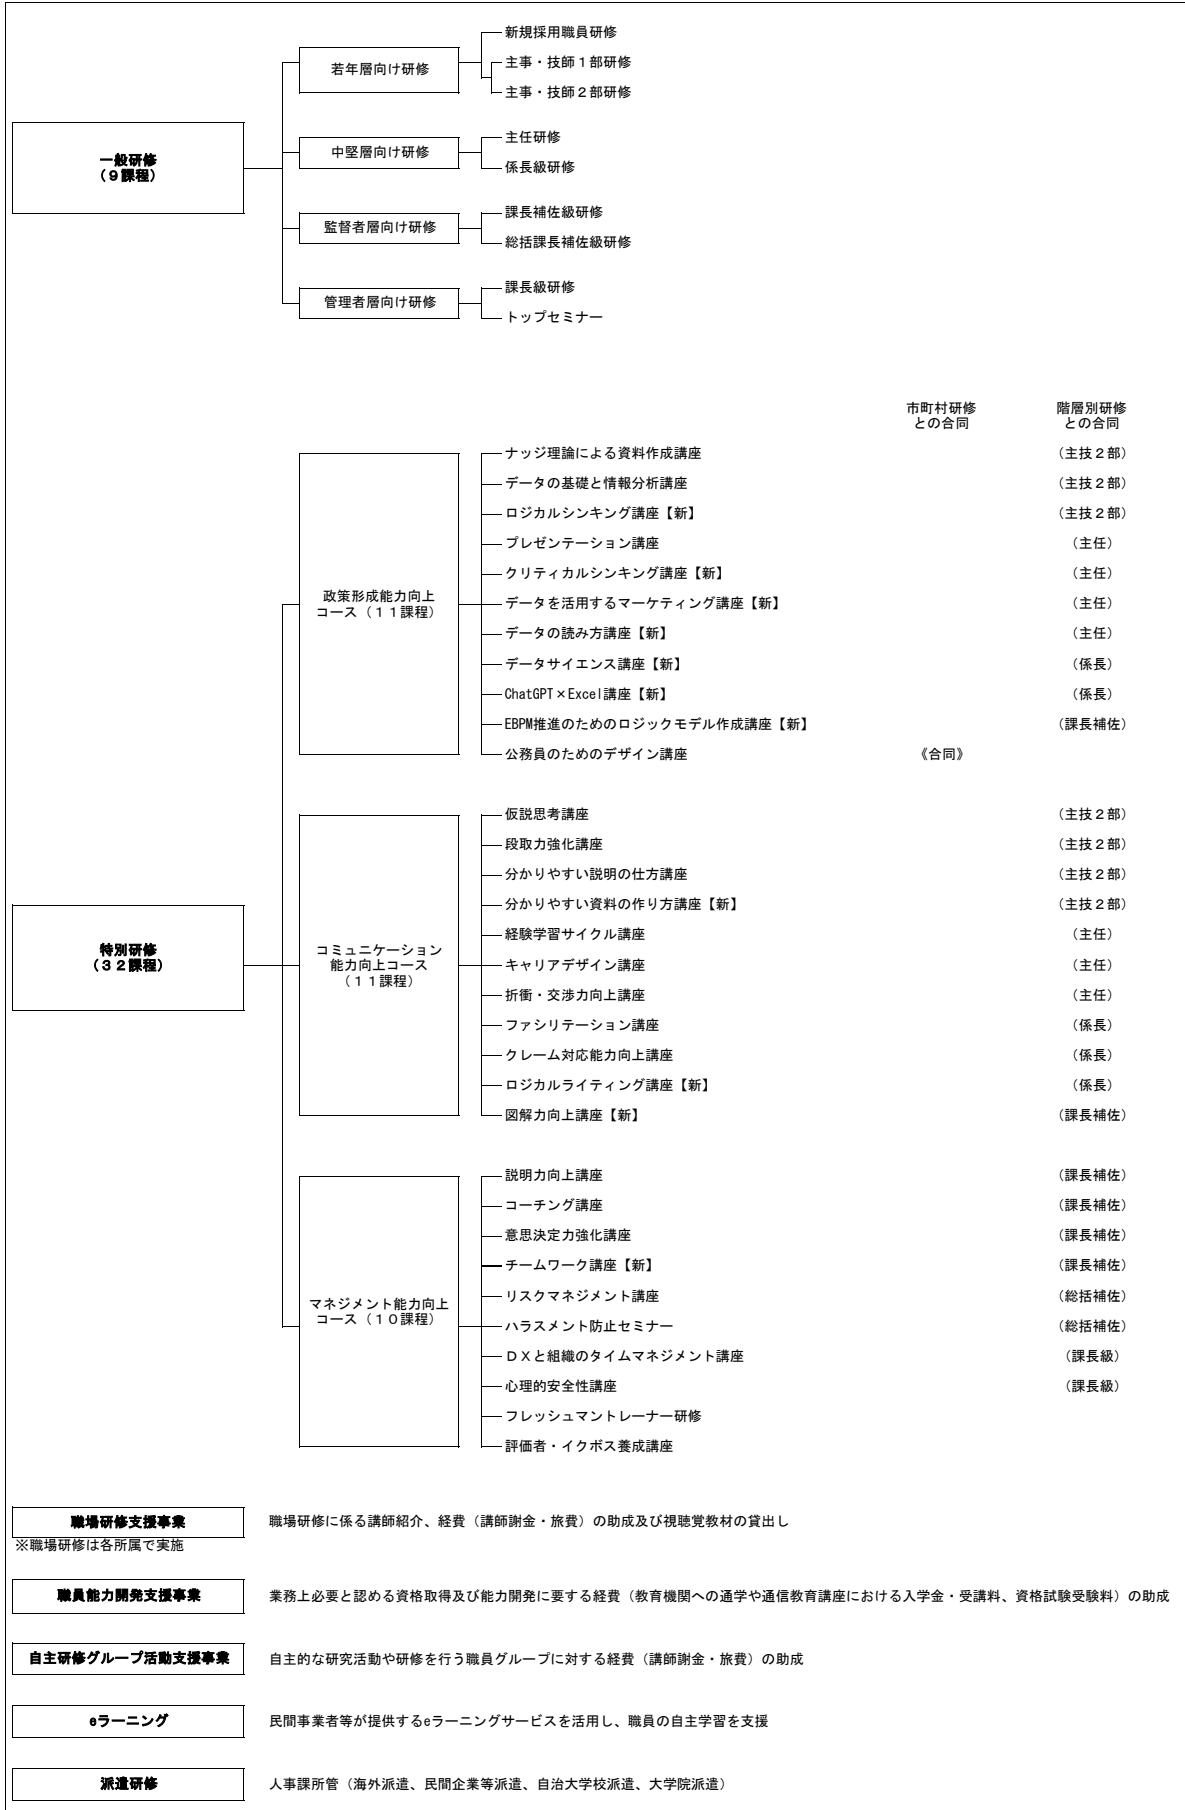 一般研修
（９課程）
若年層向け研修
新規採用職員研修
主事・技師１部研修
主事・技師２部研修
中堅層向け研修
主任研修
係長級研修
監督者層向け研修
課長補佐級研修
総括課長補佐級研修
管理者層向け研修
課長級研修
トップセミナー
市町村研修
との合同
階層別研修
との合同
特別研修
（３２課程）
政策形成能力向上
コース（１１課程）
ナッジ理論による資料作成講座 （主技２部）
データの基礎と情報分析講座 （主技２部）
ロジカルシンキング講座【新】 （主技２部）
プレゼンテーション講座 （主任）
クリティカルシンキング講座【新】 （主任）
データを活用するマーケティング講座【新】 （主任）
データの読み方講座【新】 （主任）
データサイエンス講座【新】 （係長）
ChatGPT×Excel講座【新】 （係長）
EBPM推進のためのロジックモデル作成講座【新】 （課長補佐）
公務員のためのデザイン講座 《合同》
コミュニケーション
能力向上コース
（１１課程）
仮説思考講座 （主技２部）
段取力強化講座 （主技２部）
分かりやすい説明の仕方講座 （主技２部）
分かりやすい資料の作り方講座【新】 （主技２部）
経験学習サイクル講座 （主任）
キャリアデザイン講座 （主任）
折衝・交渉力向上講座 （主任）
ファシリテーション講座 （係長）
クレーム対応能力向上講座 （係長）
ロジカルライティング講座【新】 （係長）
図解力向上講座【新】 （課長補佐）
マネジメント能力向上
コース（１０課程）
説明力向上講座 （課長補佐）
コーチング講座 （課長補佐）
意思決定力強化講座 （課長補佐）
チームワーク講座【新】 （課長補佐）
リスクマネジメント講座 （総括補佐）
ハラスメント防止セミナー （総括補佐）
ＤＸと組織のタイムマネジメント講座 （課長級）
心理的安全性講座 （課長級）
フレッシュマントレーナー研修
評価者・イクボス養成講座
職場研修支援事業 職場研修に係る講師紹介、経費（講師謝金・旅費）の助成及び視聴覚教材の貸出し
※職場研修は各所属で実施
職員能力開発支援事業 業務上必要と認める資格取得及び能力開発に要する経費（教育機関への通学や通信教育講座における入学金・受講料、資格試験受験料）の助成
自主研修グループ活動支援事業 自主的な研究活動や研修を行う職員グループに対する経費（講師謝金・旅費）の助成
eラーニング 民間事業者等が提供するeラーニングサービスを活用し、職員の自主学習を支援
派遣研修 人事課所管（海外派遣、民間企業等派遣、自治大学校派遣、大学院派遣）